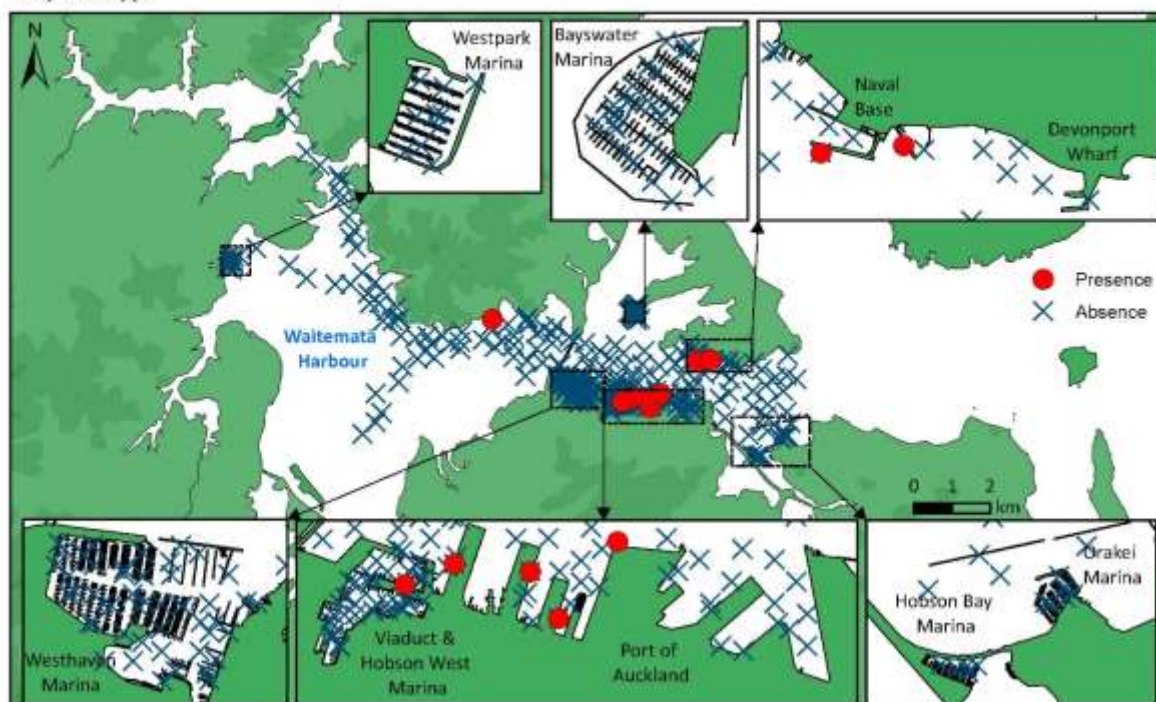 N
Westpark
Marina
Bayswater
Marina
Naval
Base
Devonport
Wharf
Presence
Absence
Waitemata
Harbour
0 1 2
km
Westhaven
Marina
Viaduct &
Hobson West
Marina
Port of
Auckland
Hobson Bay
Marina
Orakei
Marina